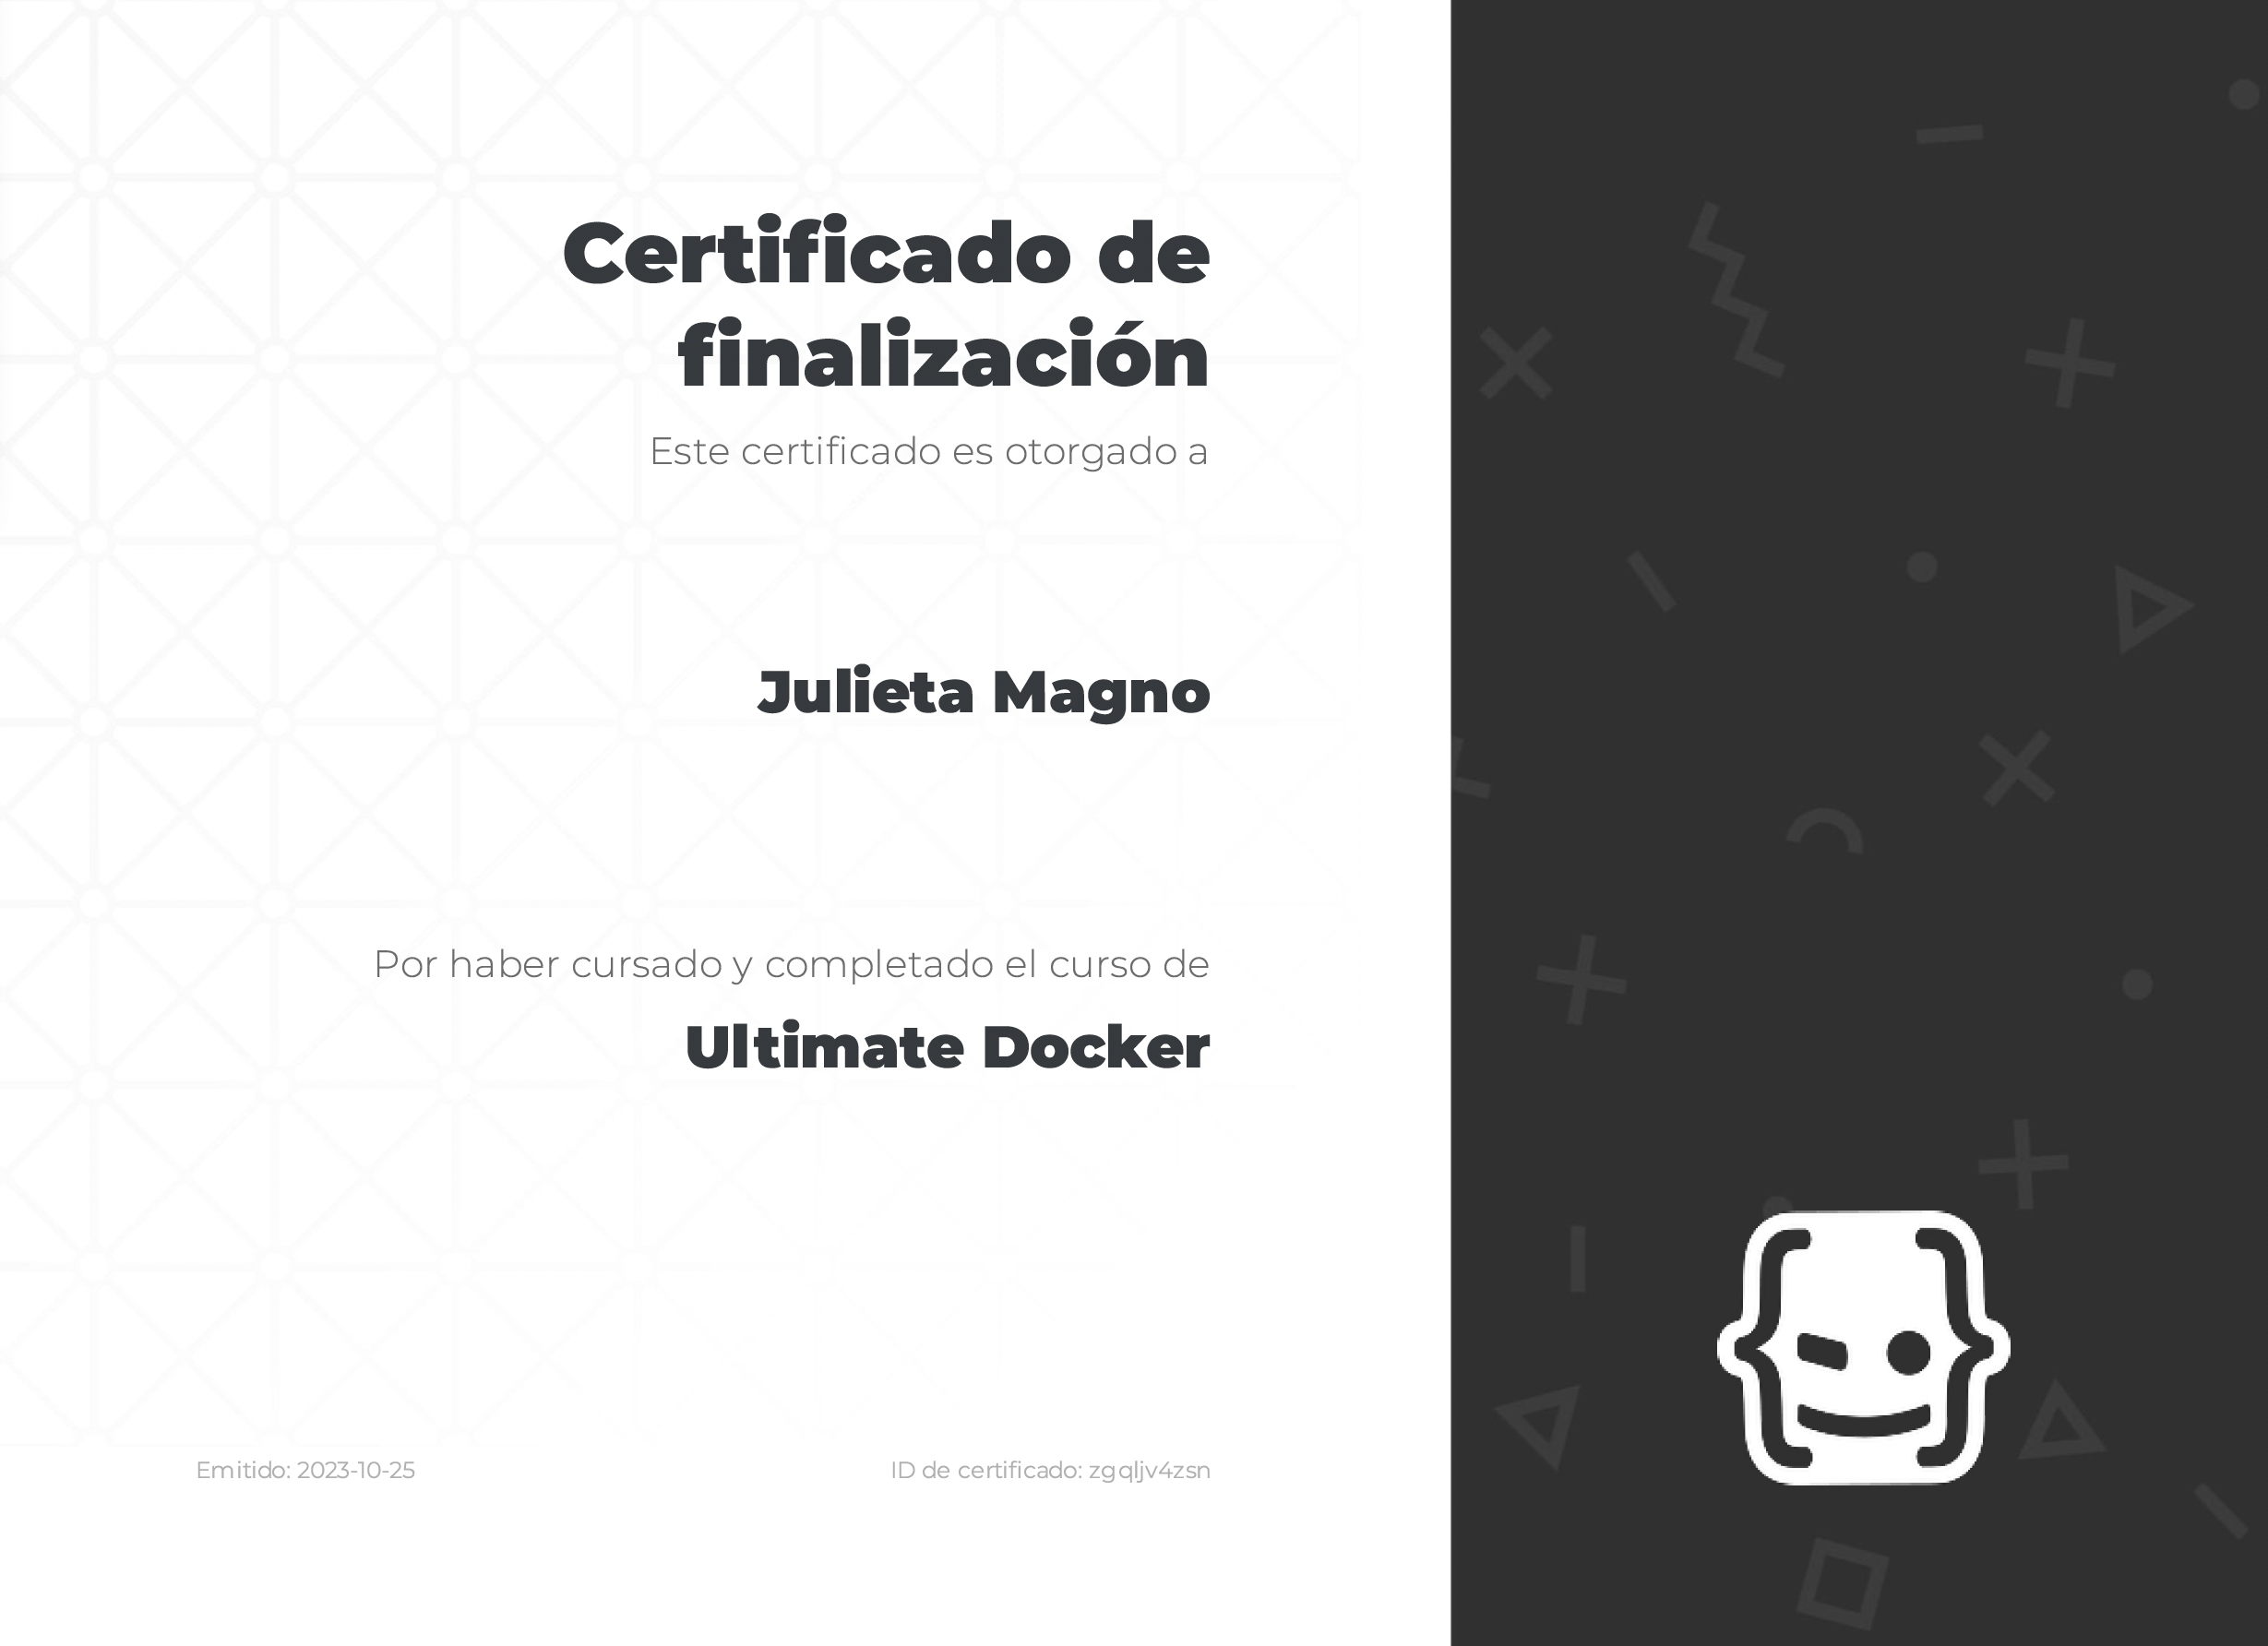 Certificado de
finalización
Este certificado es otorgado a
Julieta Magno
Por haber cursado y completado el curso de
Ultimate Docker
Emitido: 2023-10-25
ID de certificado: zgqljv4zsn